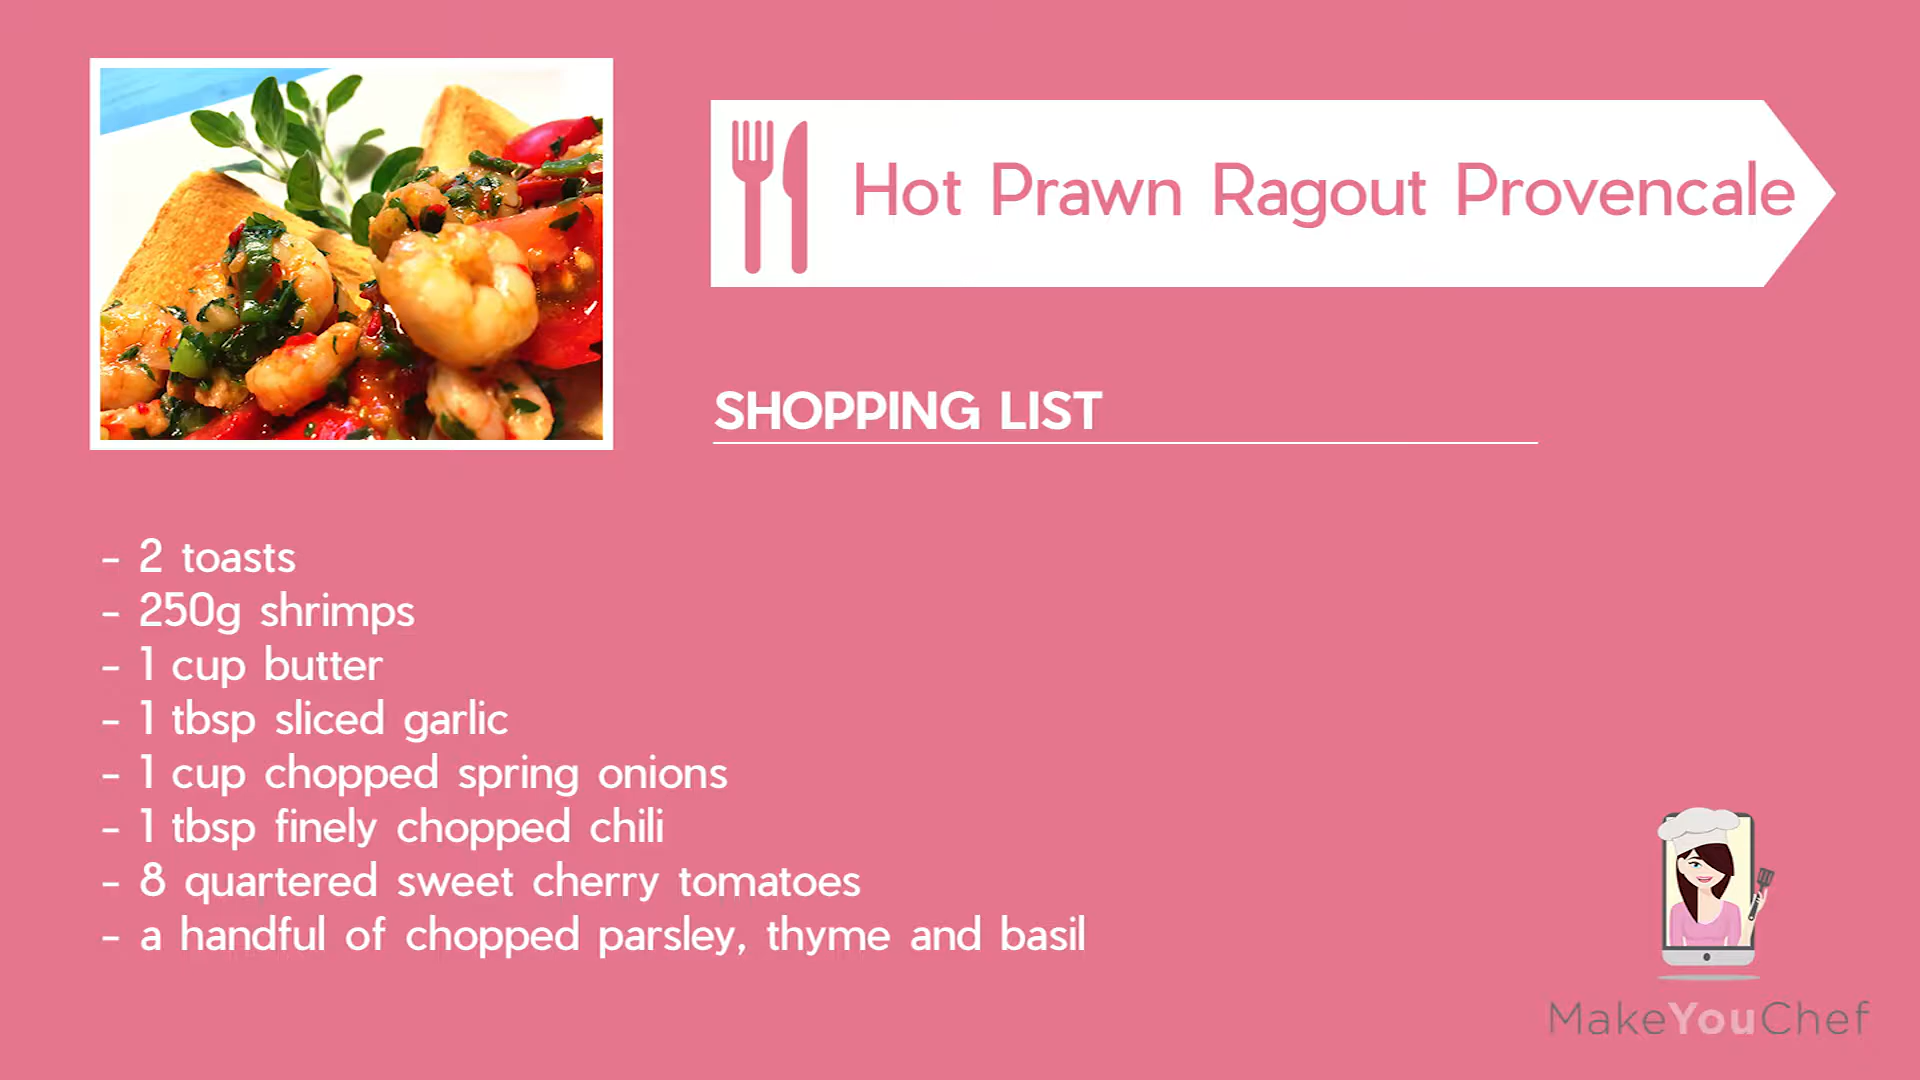 Hot Prawn Ragout Provencale
SHOPPING LIST
- 2 toasts
- 250g shrimps
- 1 cup butter
- 1 tbsp sliced garlic
- 1 cup chopped spring onions
- 1 tbsp finely chopped chili
- 8 quartered sweet cherry tomatoes
- a handful of chopped parsley, thyme and basil
MakeYouChef